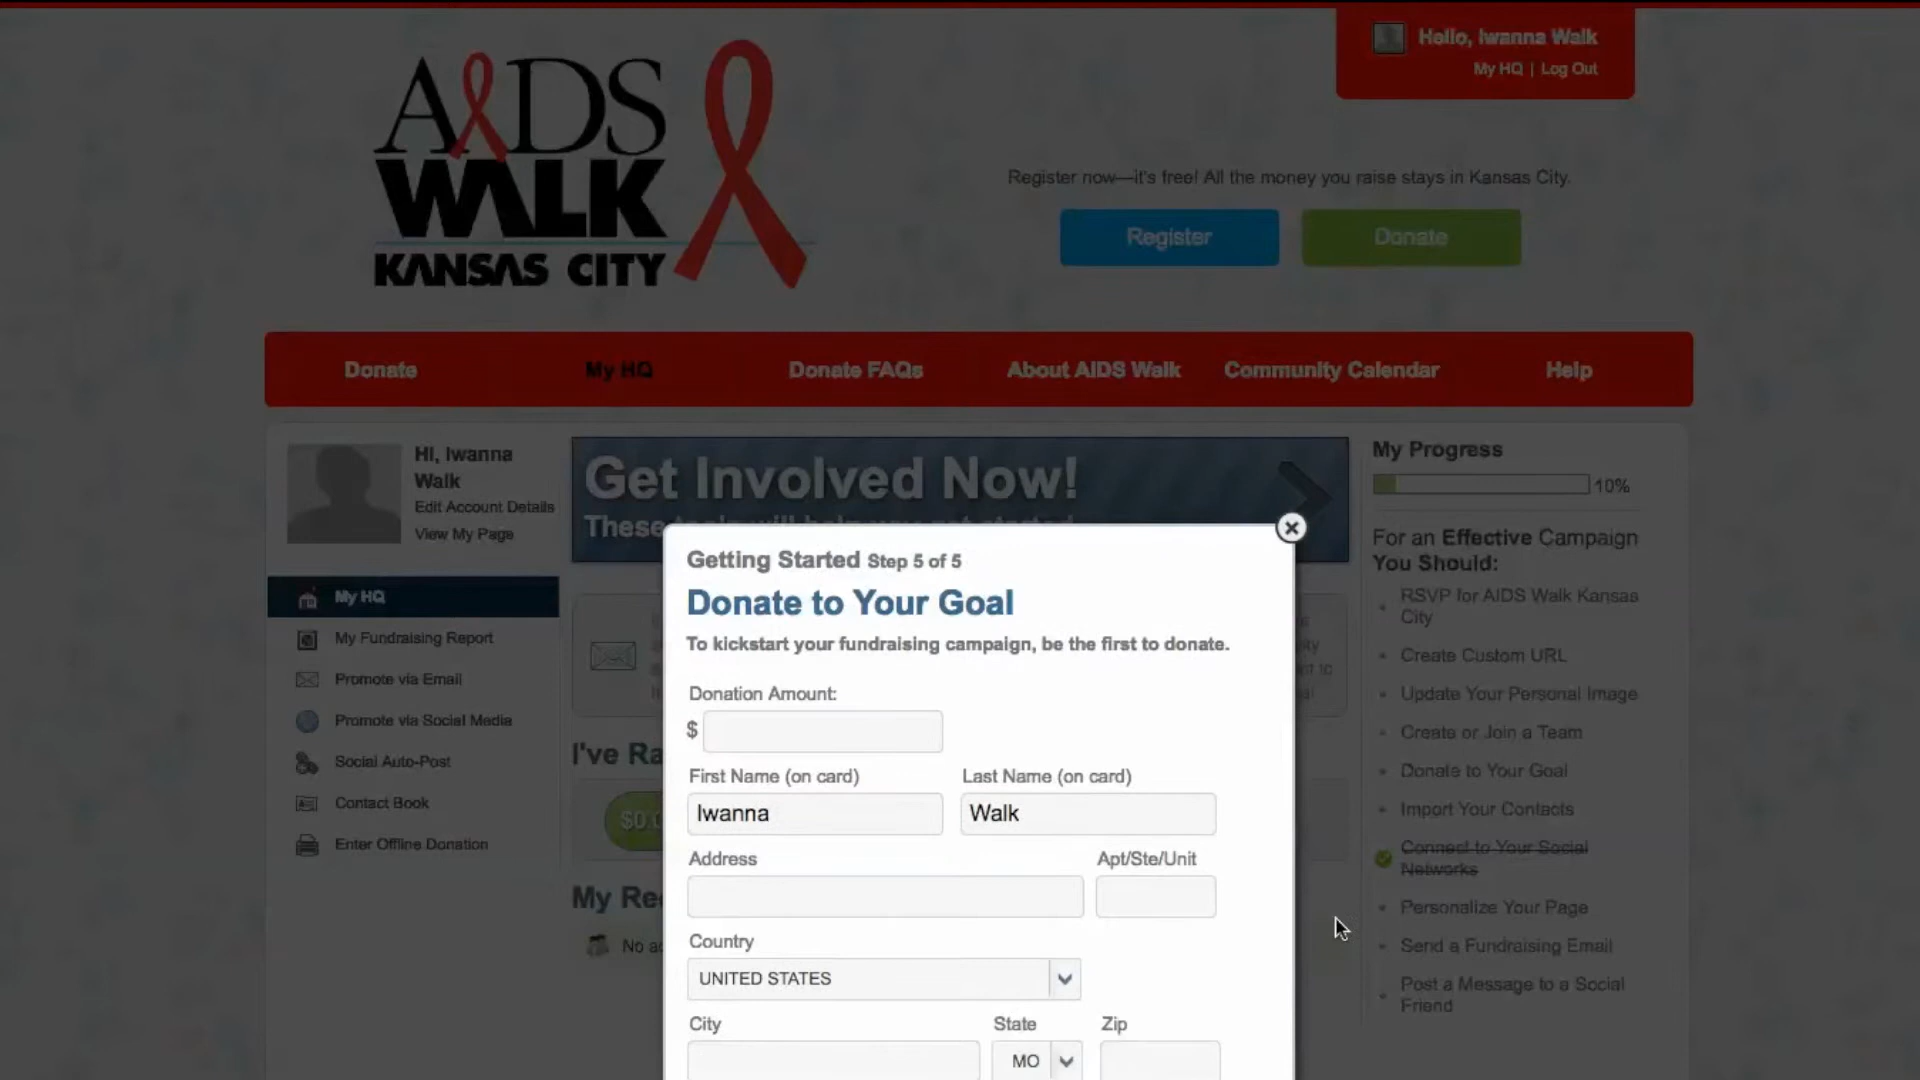 Hello, Iwanna Walk
My HQ | Log Out
AIDS
WALK
KANSAS CITY
Register now—it's free! All the money you raise stays in Kansas City.
Register
Donate
Donate
My HQ
Donate FAQs
About AIDS Walk
Community Calendar
Help
Hi, Iwanna
Walk
Edit Account Details
View My Page
My HQ
My Fundraising Report
Promote via Email
Promote via Social Media
Social Auto-Post
Contact Book
Enter Offline Donation
Get Involved Now!
These
I've Ra
$0.0
My Re
No a
Getting Started Step 5 of 5
Donate to Your Goal
To kickstart your fundraising campaign, be the first to donate.
Donation Amount:
$
First Name (on card)
Last Name (on card)
Iwanna
Walk
Address
Apt/Ste/Unit
Country
UNITED STATES
City
State
Zip
MO
My Progress
10%
For an Effective Campaign
You Should:
RSVP for AIDS Walk Kansas
City
Create Custom URL
Update Your Personal Image
Create or Join a Team
Donate to Your Goal
Import Your Contacts
Connect to Your Social
Networks
Personalize Your Page
Send a Fundraising Email
Post a Message to a Social
Friend